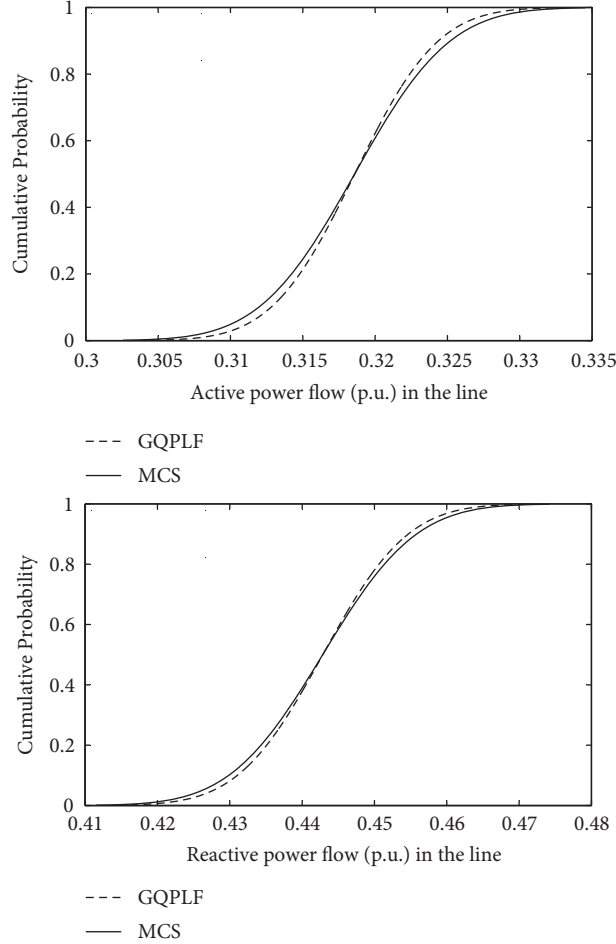 1
0.8
0.6
0.4
0.2
0
Cumulative Probability
0.3 0.305 0.31 0.315 0.32 0.325 0.33 0.335
Active power flow (p.u.) in the line
GQPLF
MCS
1
0.8
0.6
0.4
0.2
0
Cumulative Probability
0.41 0.42 0.43 0.44 0.45 0.46 0.47 0.48
Reactive power flow (p.u.) in the line
GQPLF
MCS